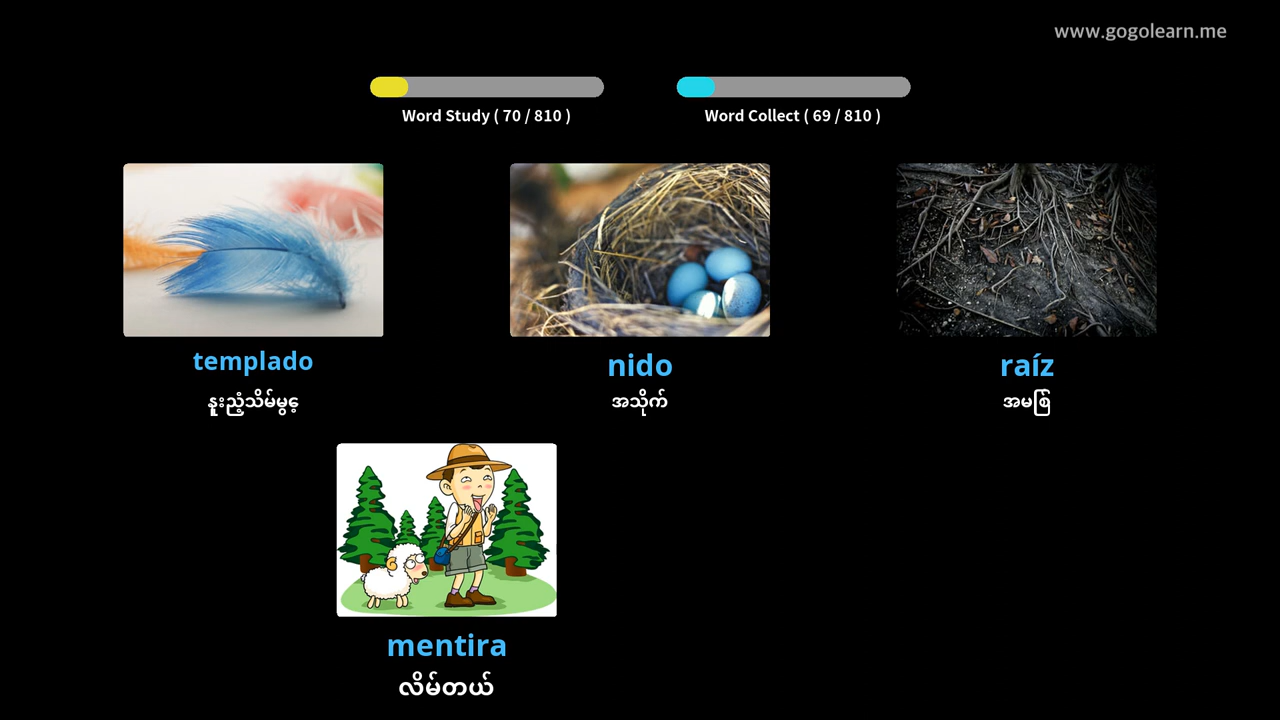 www.gogolearn.me
Word Study ( 70 / 810 )
Word Collect ( 69 / 810 )
templado
nido
raíz
နူးညံ့သိမ်မွေ့
အသိုက်
အမြစ်
mentira
လိမ်တယ်